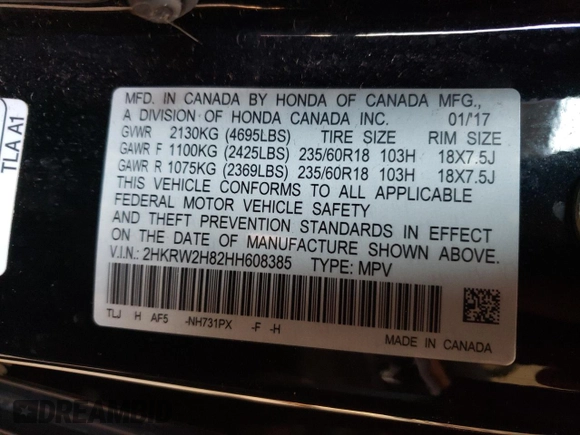 MFD. IN CANADA BY HONDA OF CANADA MFG.,
A DIVISION OF HONDA CANADA INC. 01/17
GVWR 2130KG (4695LBS) TIRE SIZE RIM SIZE
GAWR F 1100KG (2425LBS) 235/60R18 103H 18X7.5J
GAWR R 1075KG (2369LBS) 235/60R18 103H 18X7.5J
THIS VEHICLE CONFORMS TO ALL APPLICABLE
FEDERAL MOTOR VEHICLE SAFETY
AND THEFT PREVENTION STANDARDS IN EFFECT
ON THE DATE OF MANUFACTURE SHOWN ABOVE.
V.I.N.: 2HKRW2H82HH608385 TYPE: MPV
TLJ H AF5 -NH731PX -F -H
MADE IN CANADA
TLA A1
DREAMBID